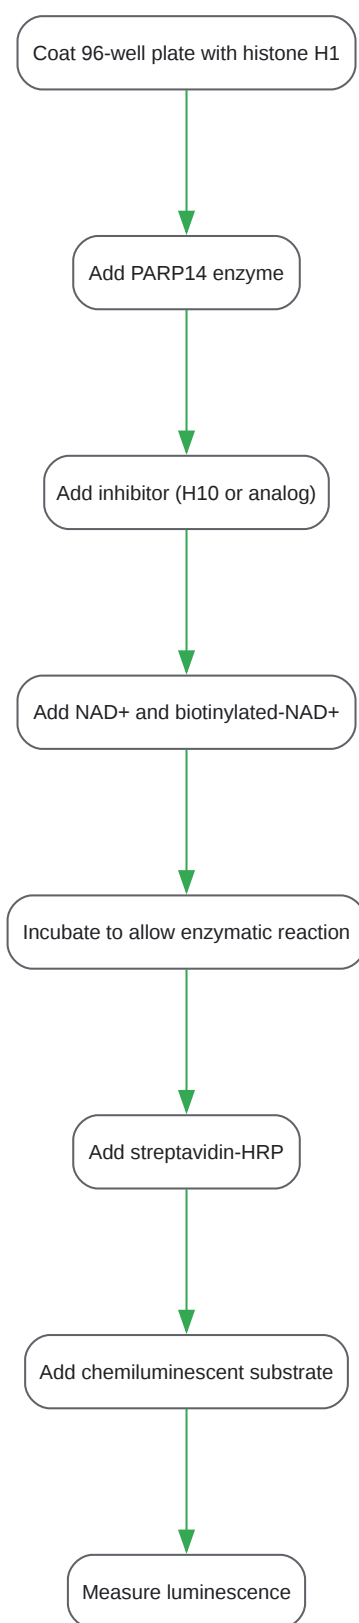 Coat 96-well plate with histone H1
Add PARP14 enzyme
Add inhibitor (H10 or analog)
Add NAD+ and biotinylated-NAD+
Incubate to allow enzymatic reaction
Add streptavidin-HRP
Add chemiluminescent substrate
Measure luminescence